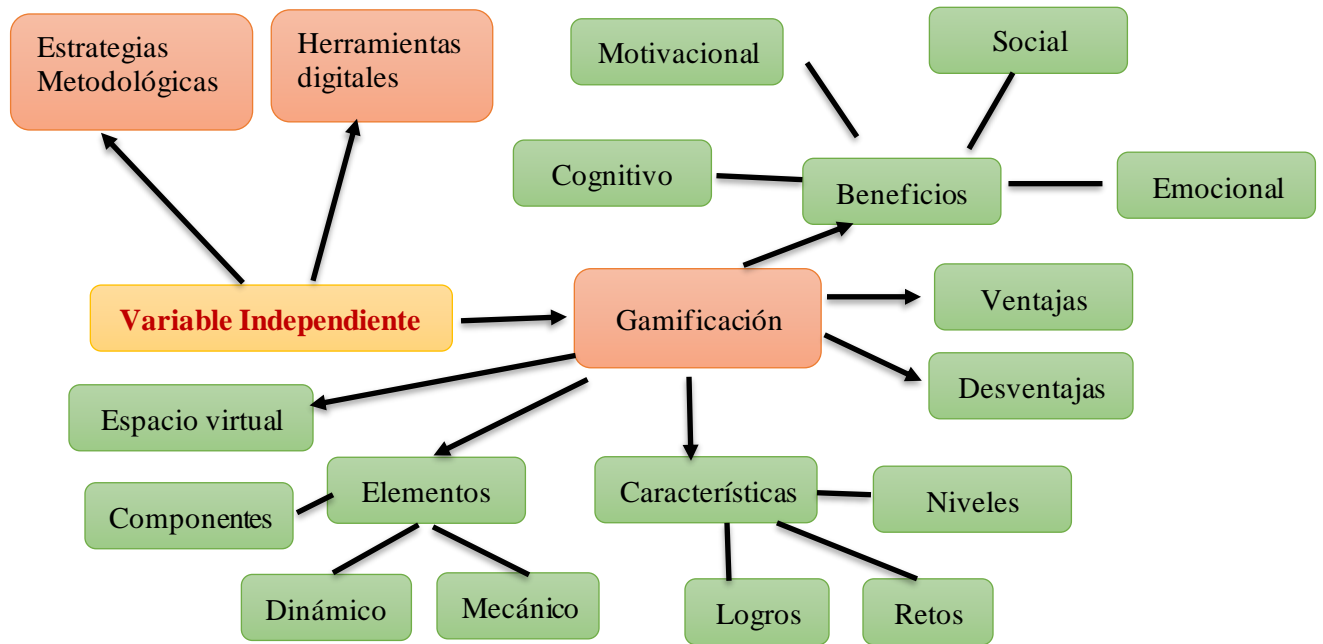 Estrategias
Metodológicas
Herramientas
digitales
Motivacional
Social
Cognitivo
Beneficios
Emocional
Variable Independiente
Gamificación
Ventajas
Desventajas
Espacio virtual
Elementos
Características
Componentes
Niveles
Dinámico
Mecánico
Logros
Retos